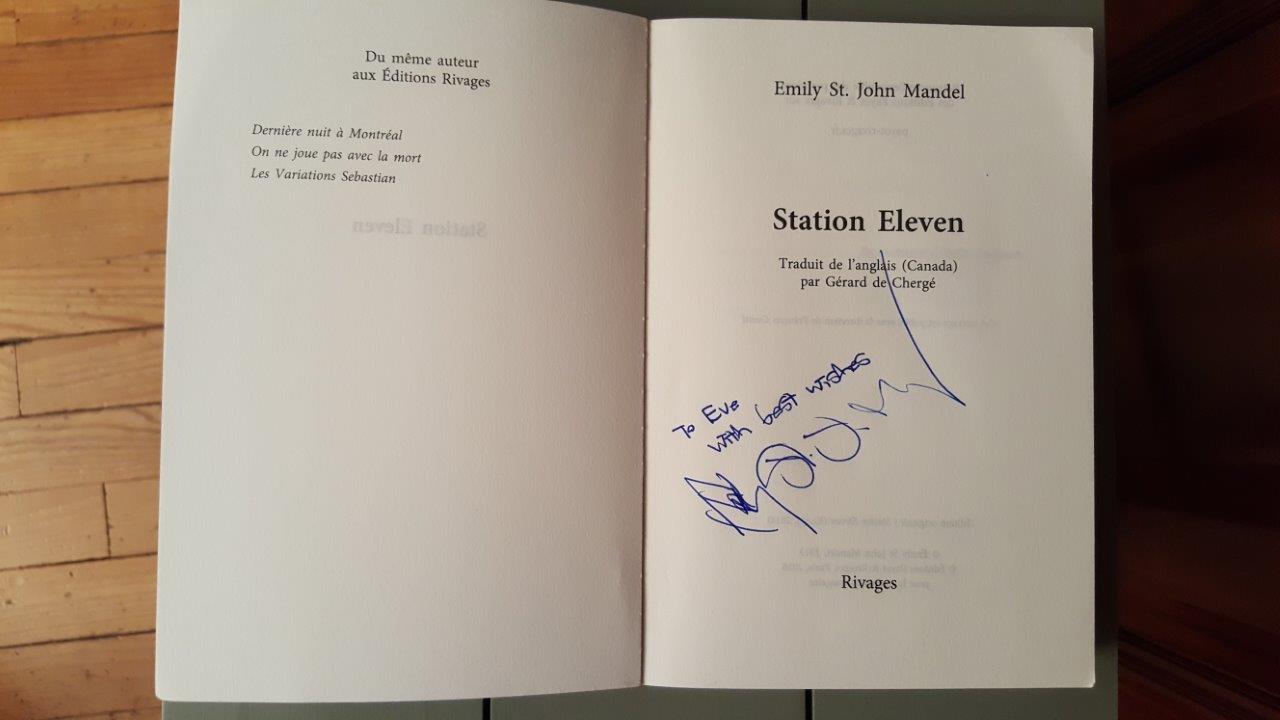 Du même auteur
aux Éditions Rivages
Dernière nuit à Montréal
On ne joue pas avec la mort
Les Variations Sebastian
Emily St. John Mandel
Station Eleven
Traduit de l'anglais (Canada)
par Gérard de Chergé
To Eve
with best wishes
Rivages